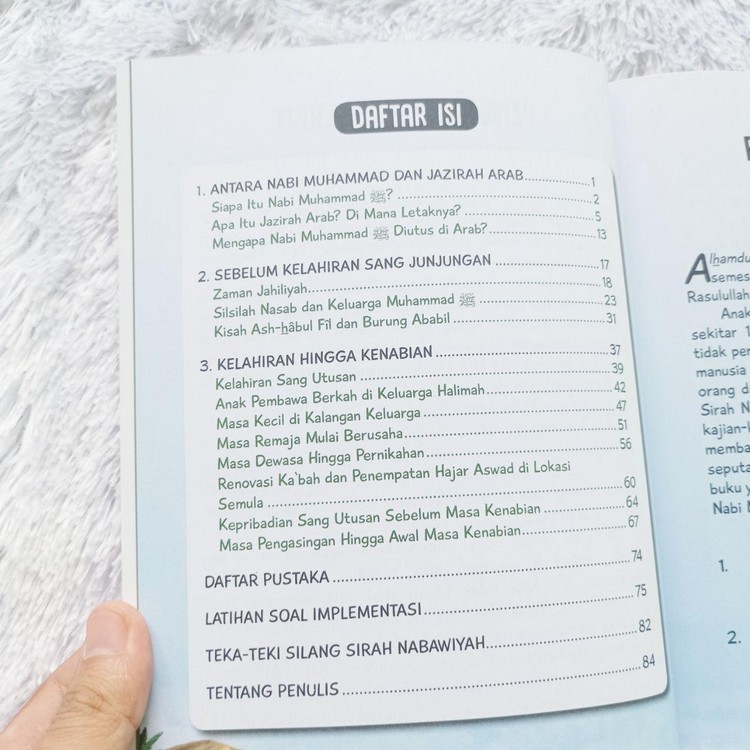 DAFTAR ISI
1. ANTARA NABI MUHAMMAD DAN JAZIRAH ARAB....................1
Siapa Itu Nabi Muhammad ﷺ? ....................2
Apa Itu Jazirah Arab? Di Mana Letaknya? ....................5
Mengapa Nabi Muhammad ﷺ Diutus di Arab?....................13
2. SEBELUM KELAHIRAN SANG JUNJUNGAN ....................17
Zaman Jahiliyah....................18
Silsilah Nasab dan Keluarga Muhammad ﷺ ....................23
Kisah Ash-ḫâbul Fîl dan Burung Ababil ....................31
3. KELAHIRAN HINGGA KENABIAN ....................37
Kelahiran Sang Utusan ....................39
Anak Pembawa Berkah di Keluarga Halimah....................42
Masa Kecil di Kalangan Keluarga ....................47
Masa Remaja Mulai Berusaha....................51
Masa Dewasa Hingga Pernikahan....................56
Renovasi Ka`bah dan Penempatan Hajar Aswad di Lokasi
Semula ....................60
Kepribadian Sang Utusan Sebelum Masa Kenabian ....................64
Masa Pengasingan Hingga Awal Masa Kenabian....................67
DAFTAR PUSTAKA ....................74
LATIHAN SOAL IMPLEMENTASI....................75
TEKA-TEKI SILANG SIRAH NABAWIYAH....................82
TENTANG PENULIS ....................84
Alhamdu
semes
Rasulullah
Anak
sekitar 1
tidak per
manusia
orang d
Sirah N
kajian-
memba
seputa
buku y
Nabi
1.
2.